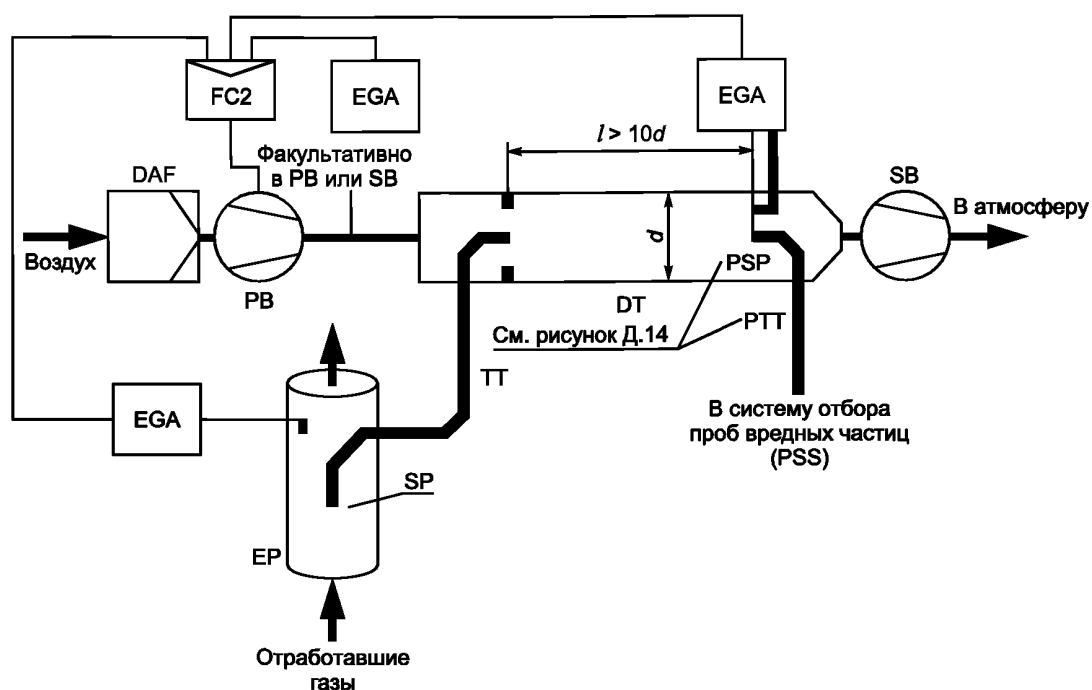 FC2
EGA
EGA
l > 10d
Факультативно
в PB или SB
DAF
SB
В атмосферу
Воздух
d
PB
PSP
DT
См. рисунок Д.14
PTT
TT
EGA
В систему отбора
проб вредных частиц
(PSS)
SP
EP
Отработавшие
газы